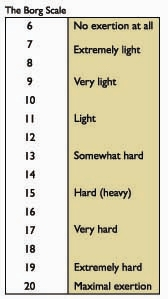 The Borg Scale
6 No exertion at all
7 Extremely light
8
9 Very light
10
11 Light
12
13 Somewhat hard
14
15 Hard (heavy)
16
17 Very hard
18
19 Extremely hard
20 Maximal exertion